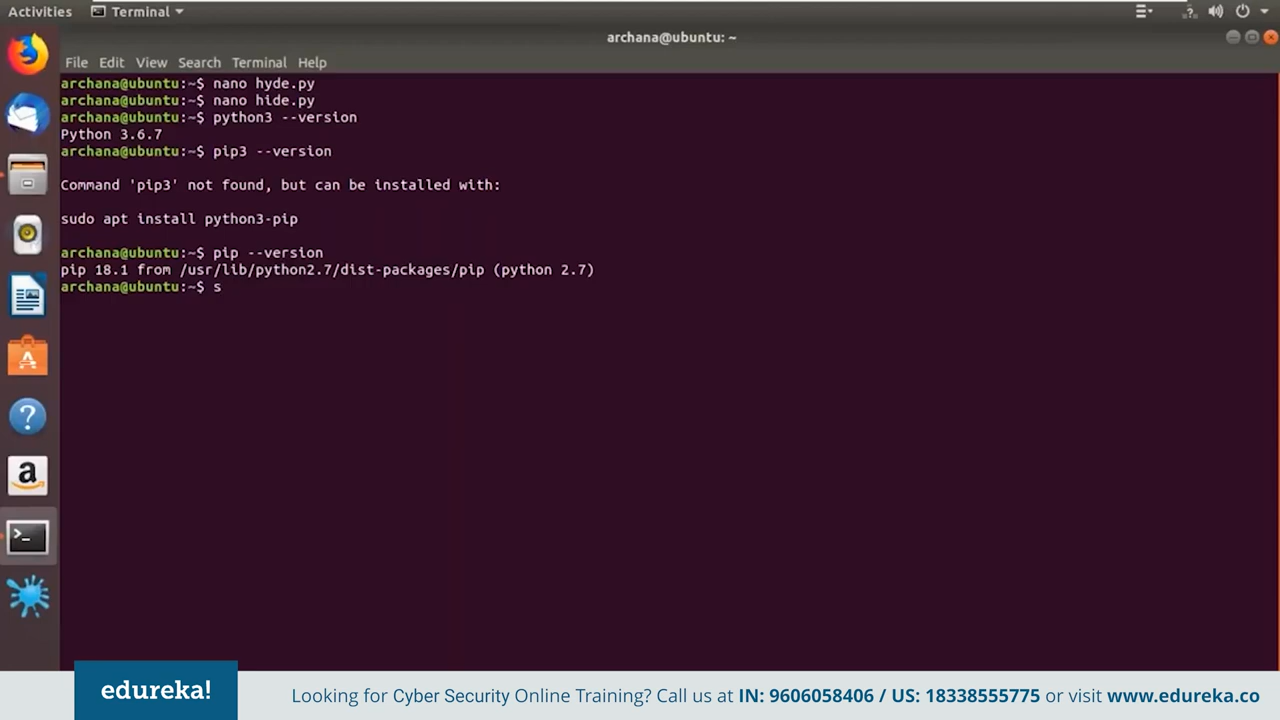 Activities Terminal
archana@ubuntu: ~
File Edit View Search Terminal Help
archana@ubuntu:~$ nano hyde.py
archana@ubuntu:~$ nano hide.py
archana@ubuntu:~$ python3 --version
Python 3.6.7
archana@ubuntu:~$ pip3 --version
Command 'pip3' not found, but can be installed with:
sudo apt install python3-pip
archana@ubuntu:~$ pip --version
pip 18.1 from /usr/lib/python2.7/dist-packages/pip (python 2.7)
archana@ubuntu:~$ s
edureka!
Looking for Cyber Security Online Training? Call us at IN: 9606058406 / US: 18338555775 or visit www.edureka.co